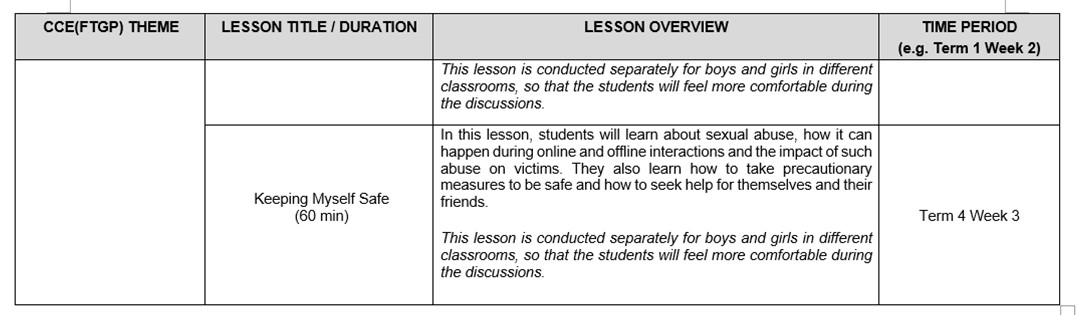 CCE(FTGP) THEME
LESSON TITLE / DURATION
LESSON OVERVIEW
TIME PERIOD
(e.g. Term 1 Week 2)
This lesson is conducted separately for boys and girls in different
classrooms, so that the students will feel more comfortable during
the discussions.
Keeping Myself Safe
(60 min)
In this lesson, students will learn about sexual abuse, how it can
happen during online and offline interactions and the impact of such
abuse on victims. They also learn how to take precautionary
measures to be safe and how to seek help for themselves and their
friends.
This lesson is conducted separately for boys and girls in different
classrooms, so that the students will feel more comfortable during
the discussions.
Term 4 Week 3